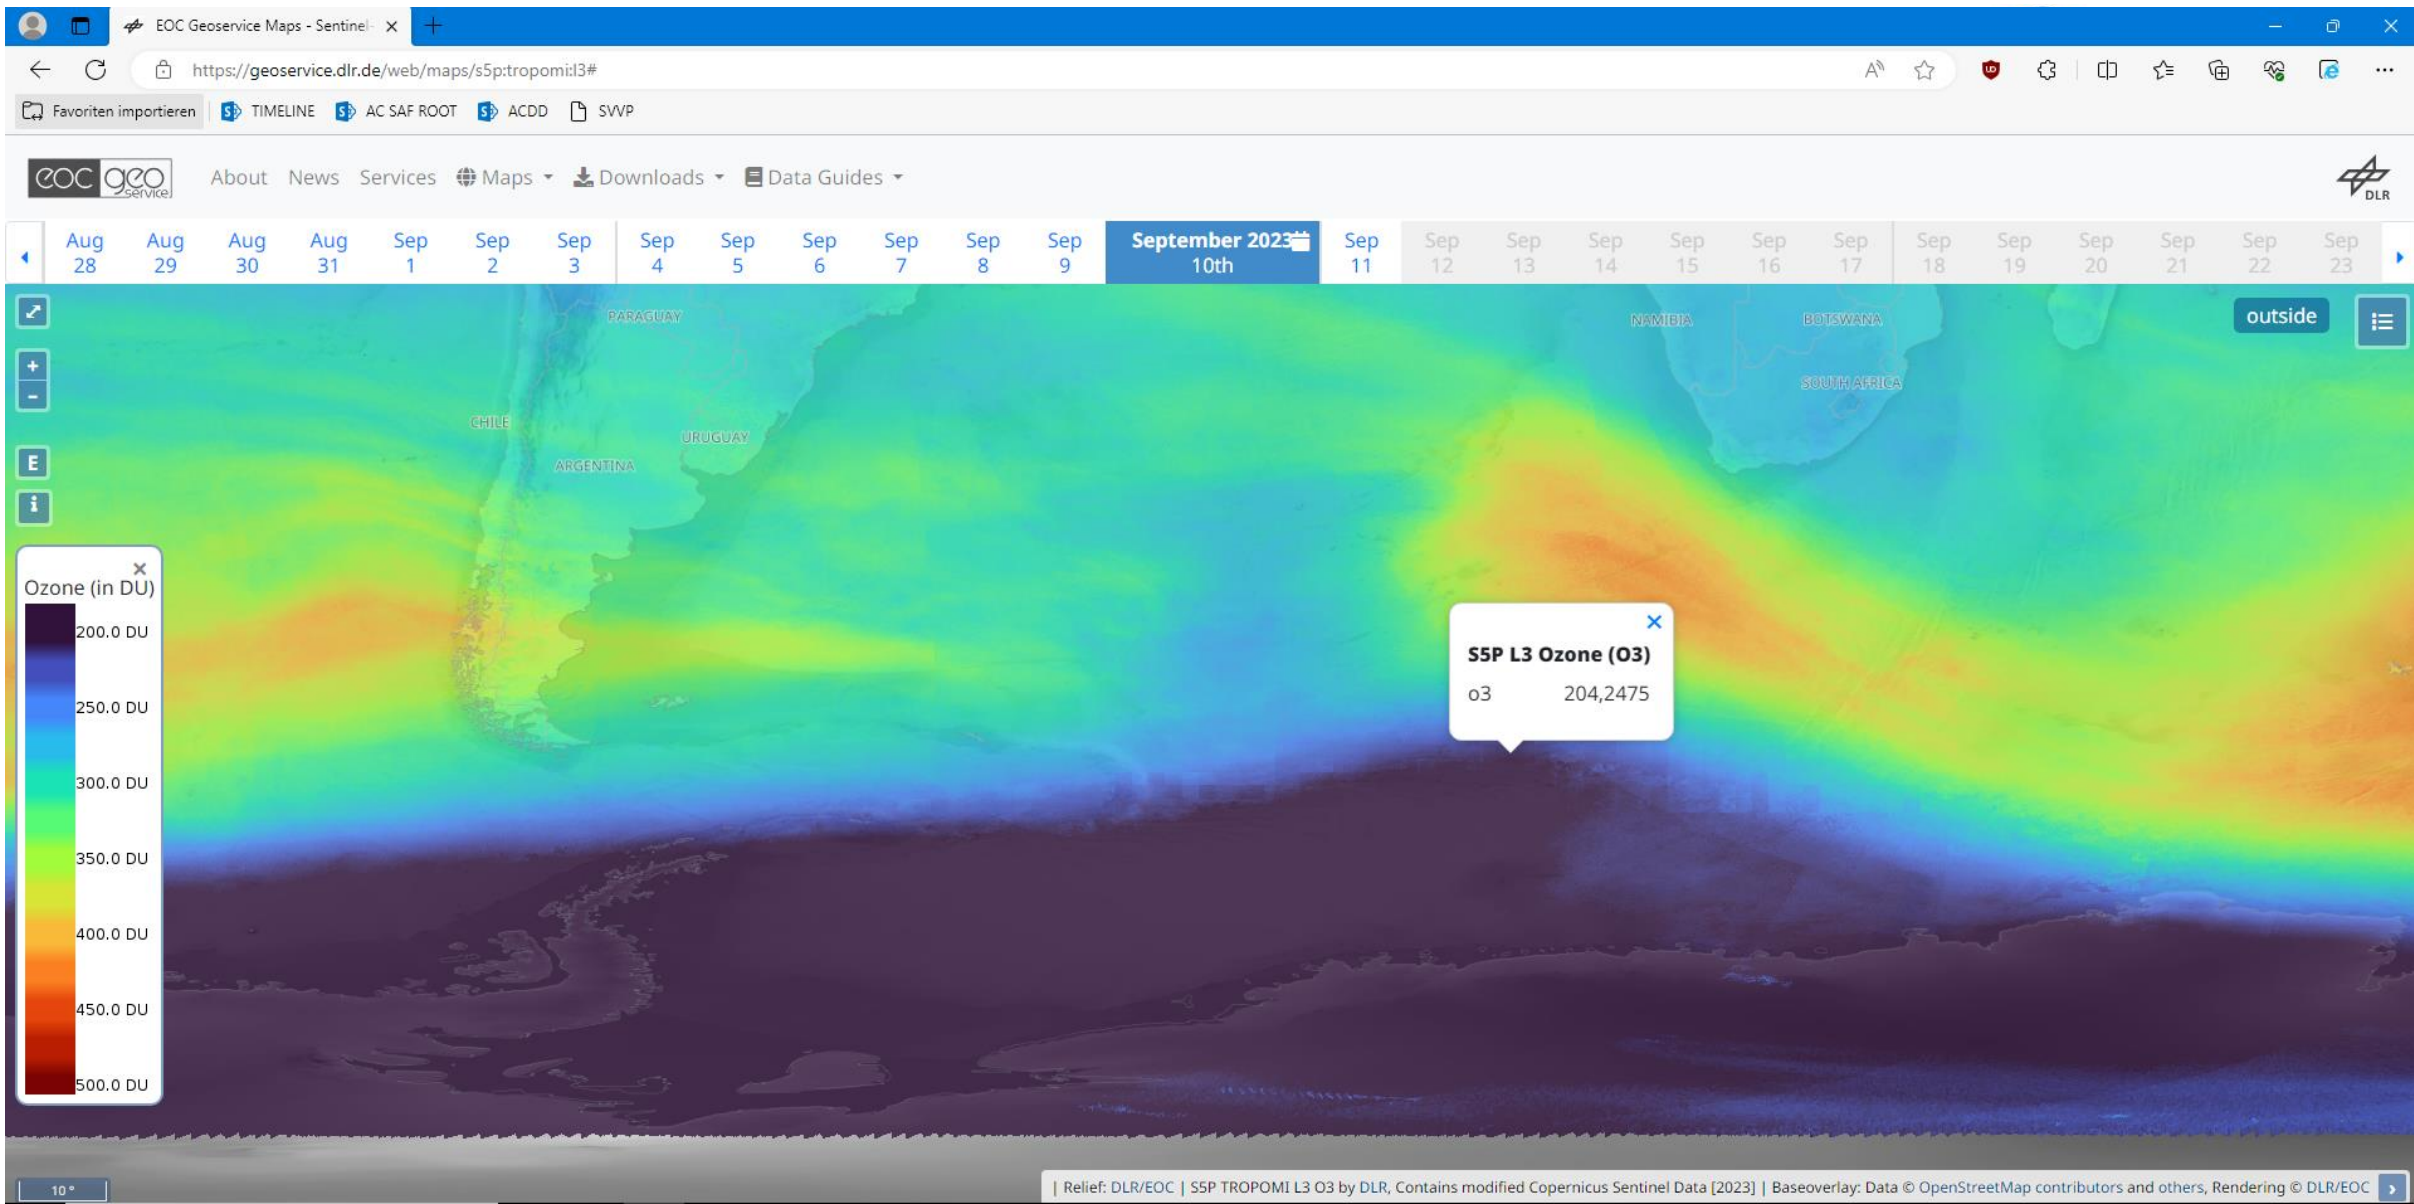 EOC Geoservice Maps - Sentinel-
https://geoservice.dlr.de/web/maps/s5p:tropomi:l3#
Favoriten importieren TIMELINE AC SAF ROOT ACDD SVVP
eoc geo service About News Services Maps Downloads Data Guides DLR
Aug 28 Aug 29 Aug 30 Aug 31 Sep 1 Sep 2 Sep 3 Sep 4 Sep 5 Sep 6 Sep 7 Sep 8 Sep 9 September 2023 10th Sep 11 Sep 12 Sep 13 Sep 14 Sep 15 Sep 16 Sep 17 Sep 18 Sep 19 Sep 20 Sep 21 Sep 22 Sep 23
PARAGUAY NAMIBIA BOTSWANA outside
+
-
SOUTH AFRICA
CHILE
URUGUAY
E ARGENTINA
i
Ozone (in DU)
200.0 DU
250.0 DU
300.0 DU
350.0 DU
400.0 DU
450.0 DU
500.0 DU
S5P L3 Ozone (O3)
o3 204,2475
10 °
| Relief: DLR/EOC | S5P TROPOMI L3 O3 by DLR, Contains modified Copernicus Sentinel Data [2023] | Baseoverlay: Data © OpenStreetMap contributors and others, Rendering © DLR/EOC